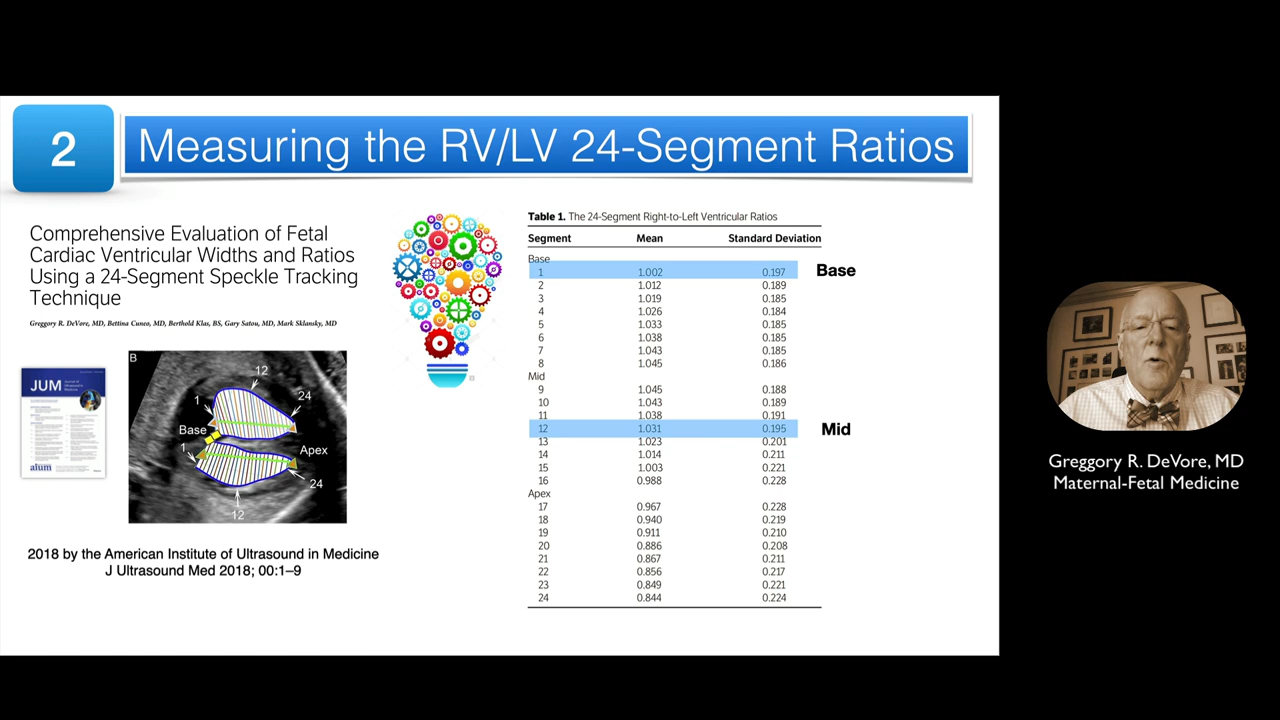 2
Measuring the RV/LV 24-Segment Ratios
Comprehensive Evaluation of Fetal
Cardiac Ventricular Widths and Ratios
Using a 24-Segment Speckle Tracking
Technique
Greggory R. DeVore, MD, Bettina Cuneo, MD, Berthold Klas, BS, Gary Satou, MD, Mark Sklansky, MD
JUM
aium
B
12
1
24
Base
1
Apex
24
12
2018 by the American Institute of Ultrasound in Medicine
J Ultrasound Med 2018; 00:1–9
Table 1. The 24-Segment Right-to-Left Ventricular Ratios
Segment Mean Standard Deviation
Base
1 1.002 0.197 Base
2 1.012 0.189
3 1.019 0.185
4 1.026 0.184
5 1.033 0.185
6 1.038 0.185
7 1.043 0.185
8 1.045 0.186
Mid
9 1.045 0.188
10 1.043 0.189
11 1.038 0.191
12 1.031 0.195 Mid
13 1.023 0.201
14 1.014 0.211
15 1.003 0.221
16 0.988 0.228
Apex
17 0.967 0.228
18 0.940 0.219
19 0.911 0.210
20 0.886 0.208
21 0.867 0.211
22 0.856 0.217
23 0.849 0.221
24 0.844 0.224
Greggory R. DeVore, MD
Maternal-Fetal Medicine